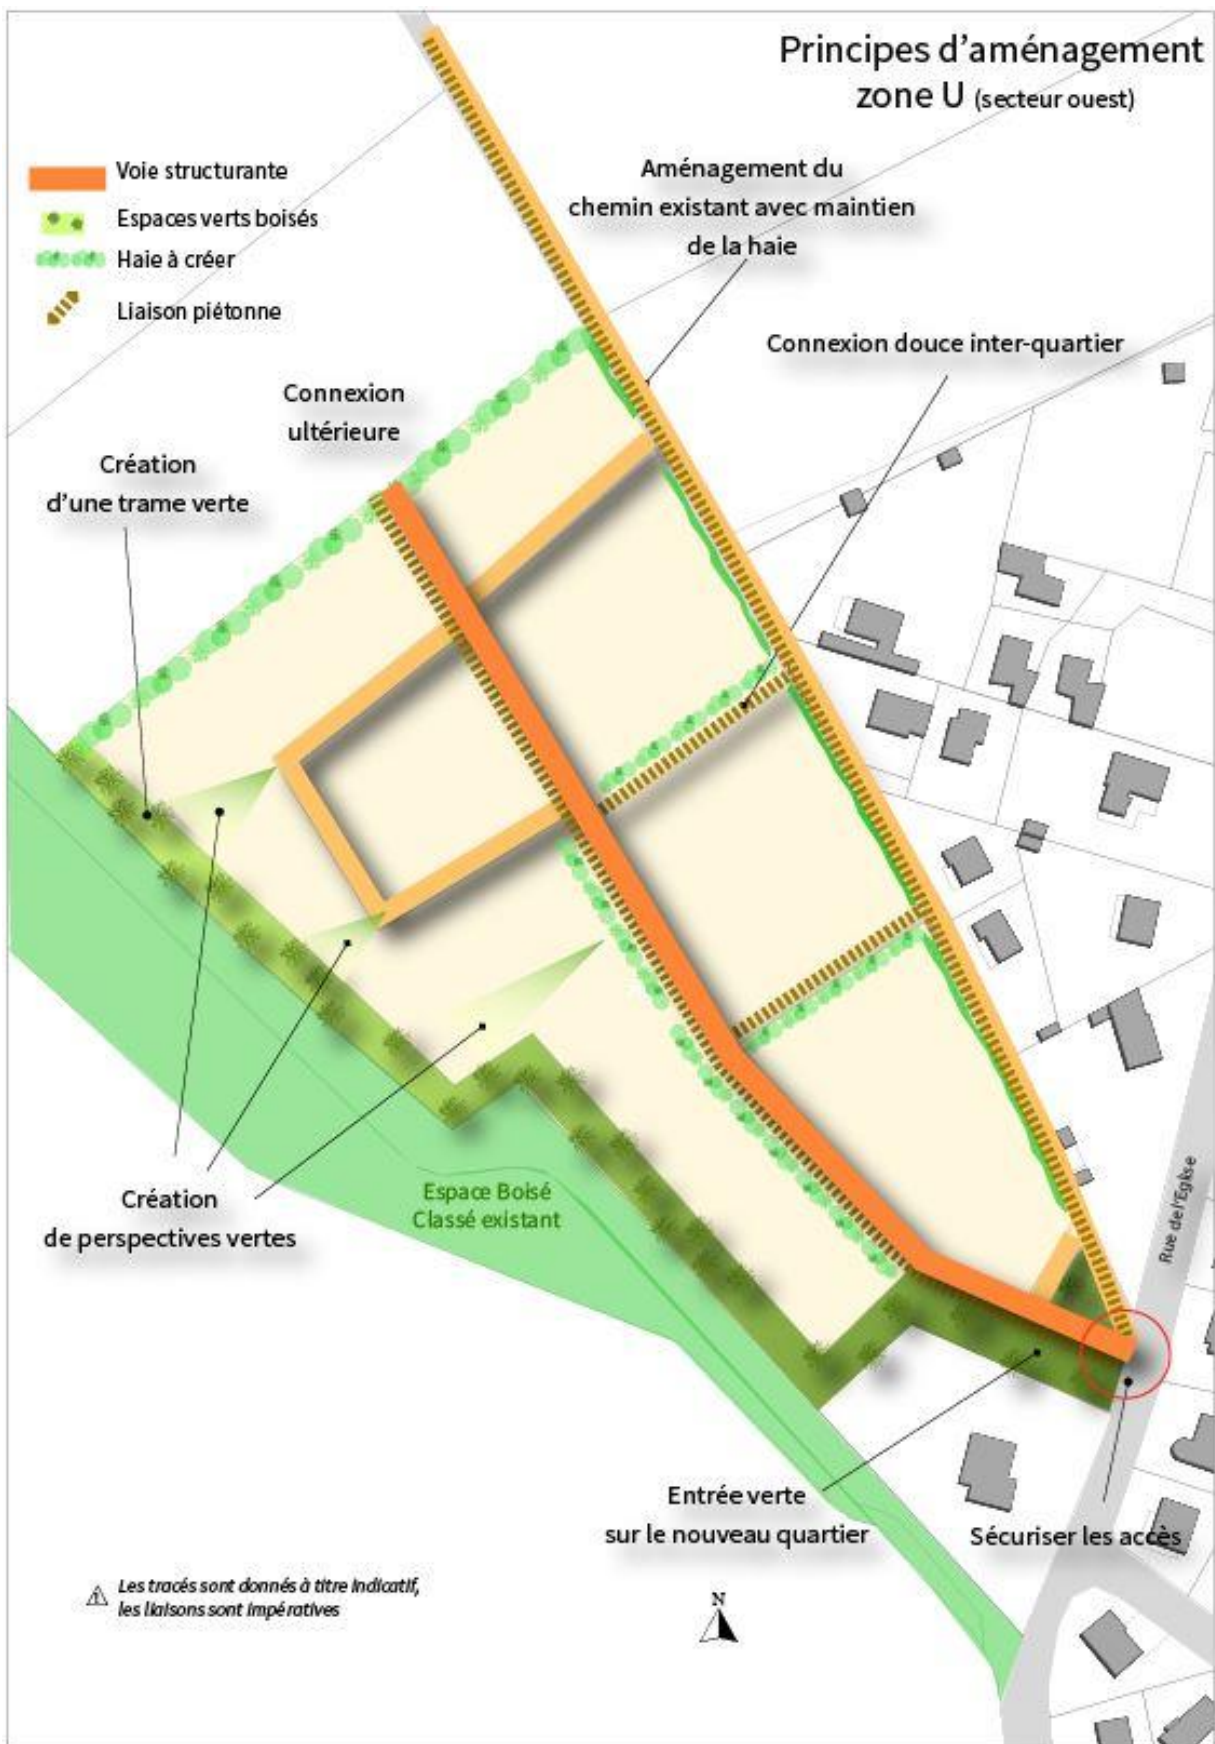 Principes d’aménagement
zone U (secteur ouest)
Voie structurante
Espaces verts boisés
Haie à créer
Liaison piétonne
Aménagement du
chemin existant avec maintien
de la haie
Connexion douce inter-quartier
Connexion
ultérieure
Création
d’une trame verte
Création
de perspectives vertes
Espace Boisé
Classé existant
Rue de l'Eglise
Entrée verte
sur le nouveau quartier
Sécuriser les accès
Les tracés sont donnés à titre indicatif,
les liaisons sont impératives
N